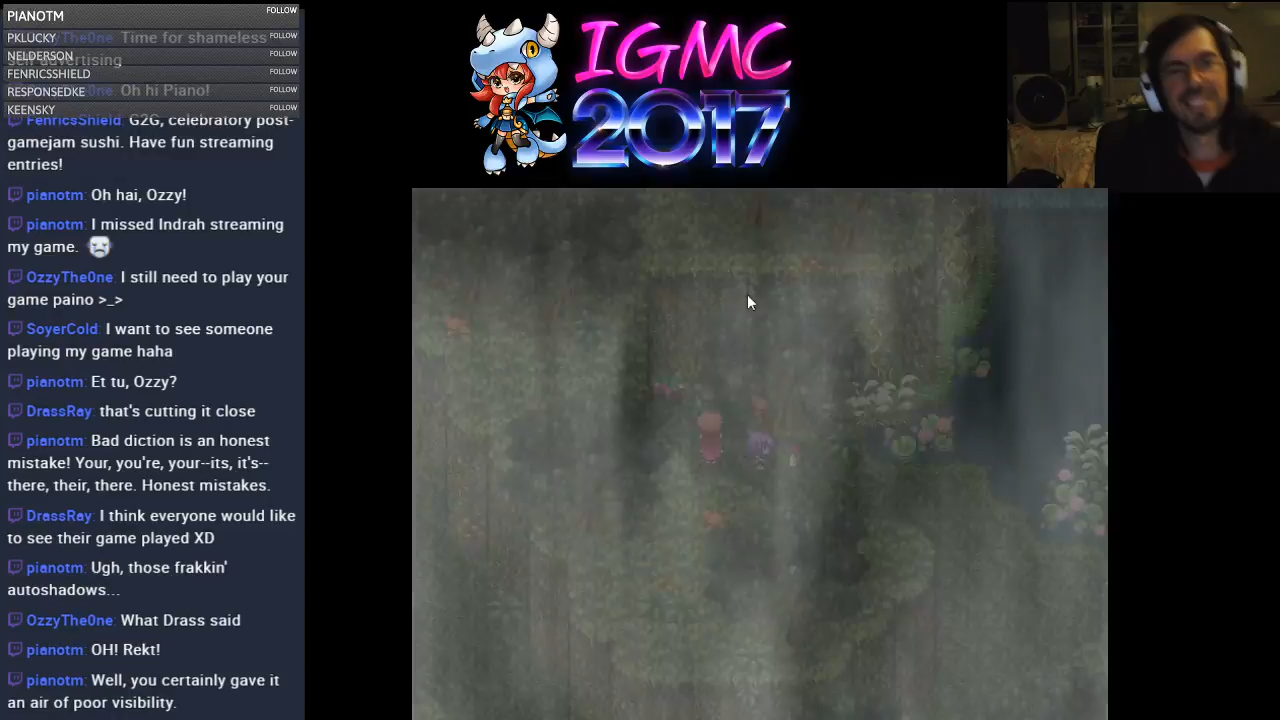 PIANOTM FOLLOW
PKLUCKY FOLLOW
NELDERSON FOLLOW
FENRICSSHIELD FOLLOW
RESPONSEDKE FOLLOW
KEENSKY FOLLOW
Time for shameless
self advertising
Oh hi Piano!
FenricsShield: G2G, celebratory post-
gamejam sushi. Have fun streaming
entries!
pianotm: Oh hai, Ozzy!
pianotm: I missed Indrah streaming
my game.
OzzyThe0ne: I still need to play your
game paino >_>
SoyerCold: I want to see someone
playing my game haha
pianotm: Et tu, Ozzy?
DrassRay: that's cutting it close
pianotm: Bad diction is an honest
mistake! Your, you're, your--its, it's--
there, their, there. Honest mistakes.
DrassRay: I think everyone would like
to see their game played XD
pianotm: Ugh, those frakkin'
autoshadows...
OzzyThe0ne: What Drass said
pianotm: OH! Rekt!
pianotm: Well, you certainly gave it
an air of poor visibility.
IGMC
2017